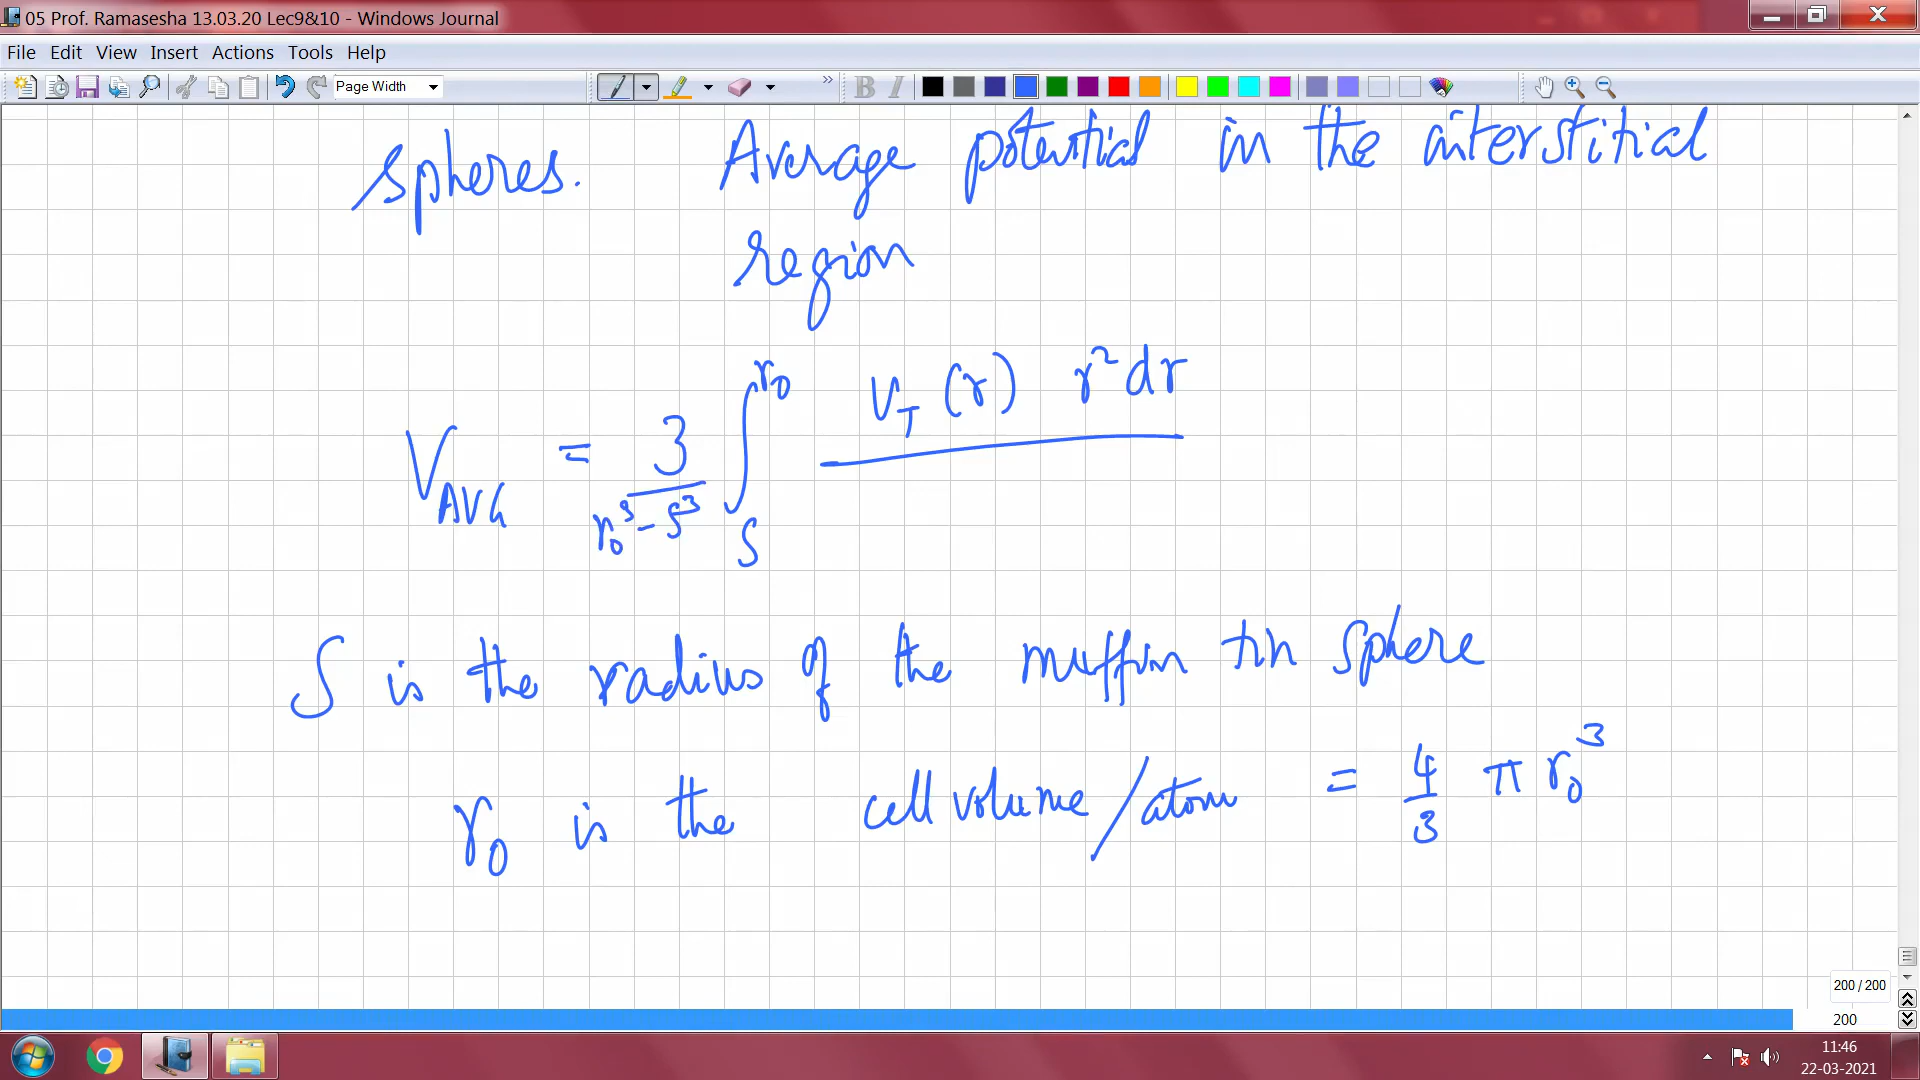 05 Prof. Ramasesha 13.03.20 Lec9&10 - Windows Journal
File Edit View Insert Actions Tools Help
Page Width
B I
spheres. Average potential in the interstitial
region
V_AVG = 3/(r_0^3 - S^3) ∫_S^{r_0} V_T(r) r^2 dr
S is the radius of the muffin tin sphere
r_0 is the cell volume/atom = 4/3 π r_0^3
200 / 200
200
11:46
22-03-2021